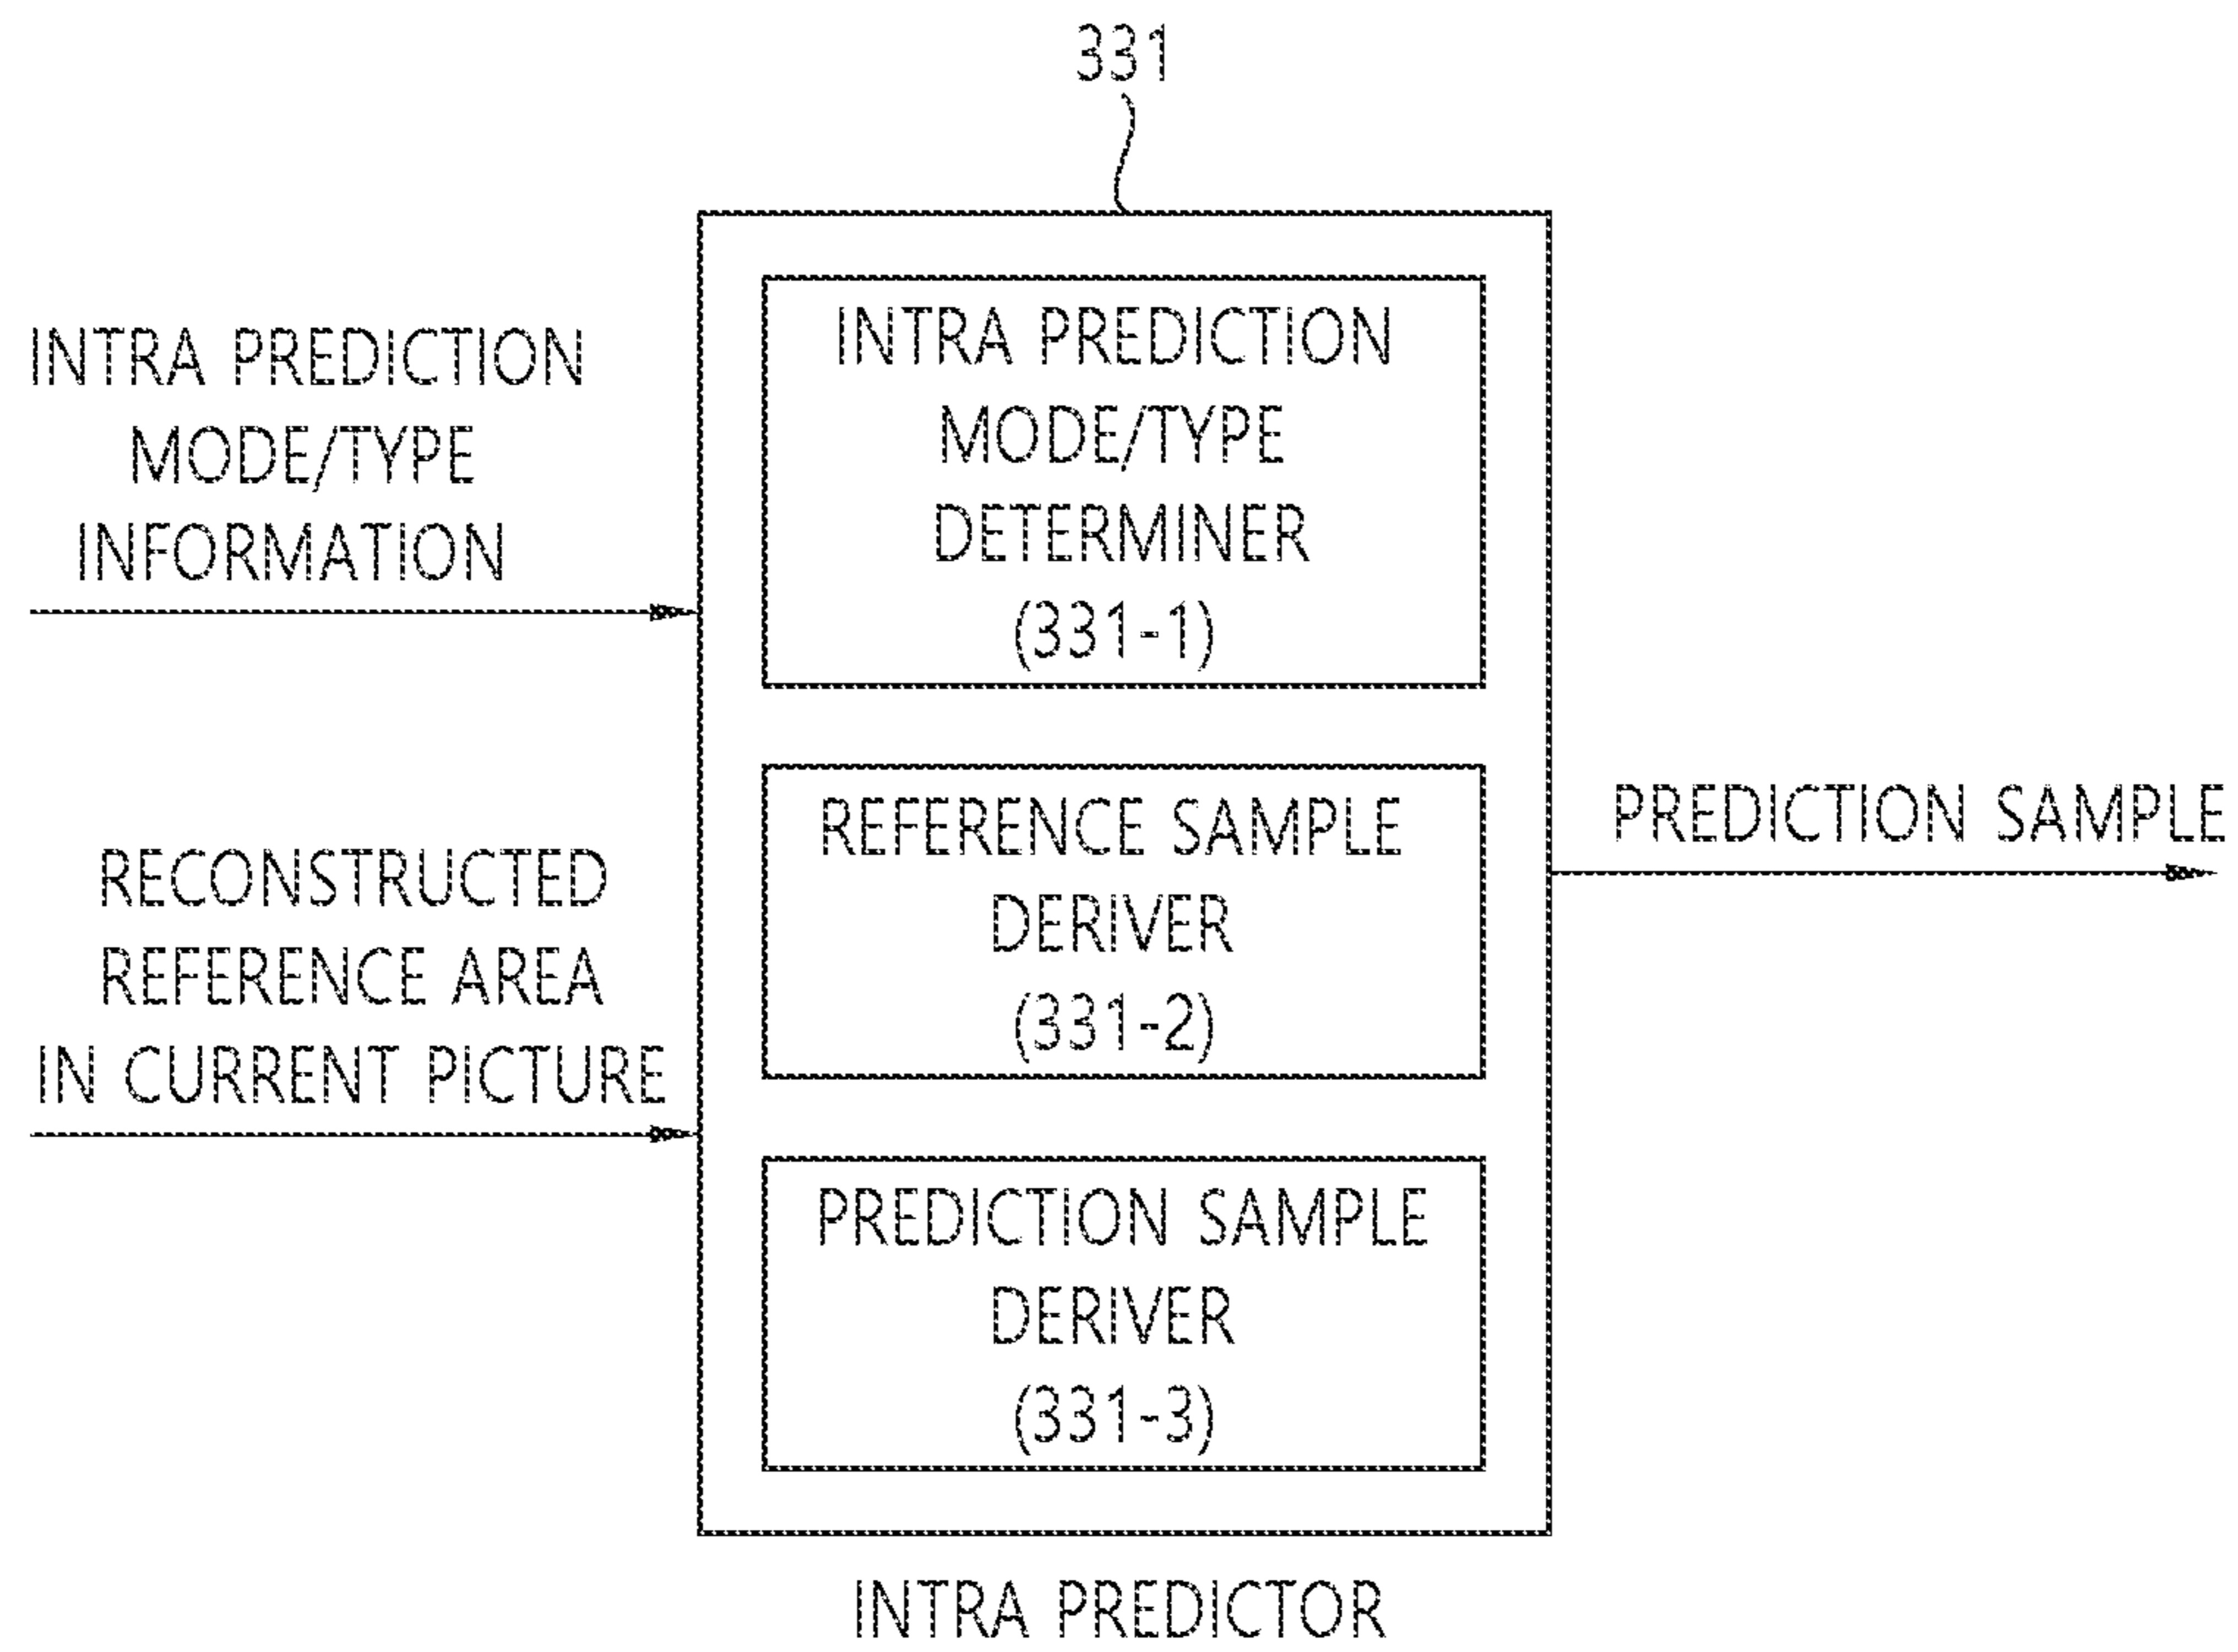 331
INTRA PREDICTION
MODE/TYPE
INFORMATION
RECONSTRUCTED
REFERENCE AREA
IN CURRENT PICTURE
INTRA PREDICTION
MODE/TYPE
DETERMINER
(331-1)
REFERENCE SAMPLE
DERIVER
(331-2)
PREDICTION SAMPLE
DERIVER
(331-3)
PREDICTION SAMPLE
INTRA PREDICTOR